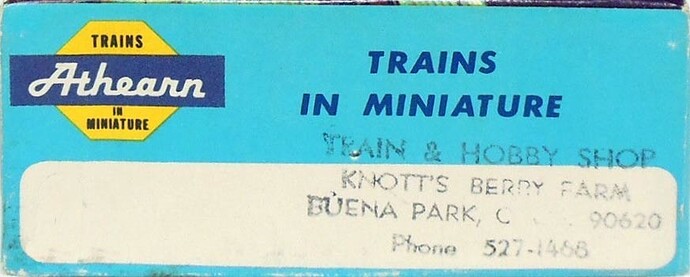 TRAINS
Athearn
IN
MINIATURE
TRAINS
IN MINIATURE
TRAIN & HOBBY SHOP
KNOTT'S BERRY FARM
BUENA PARK, C 90620
Phone 527-1468